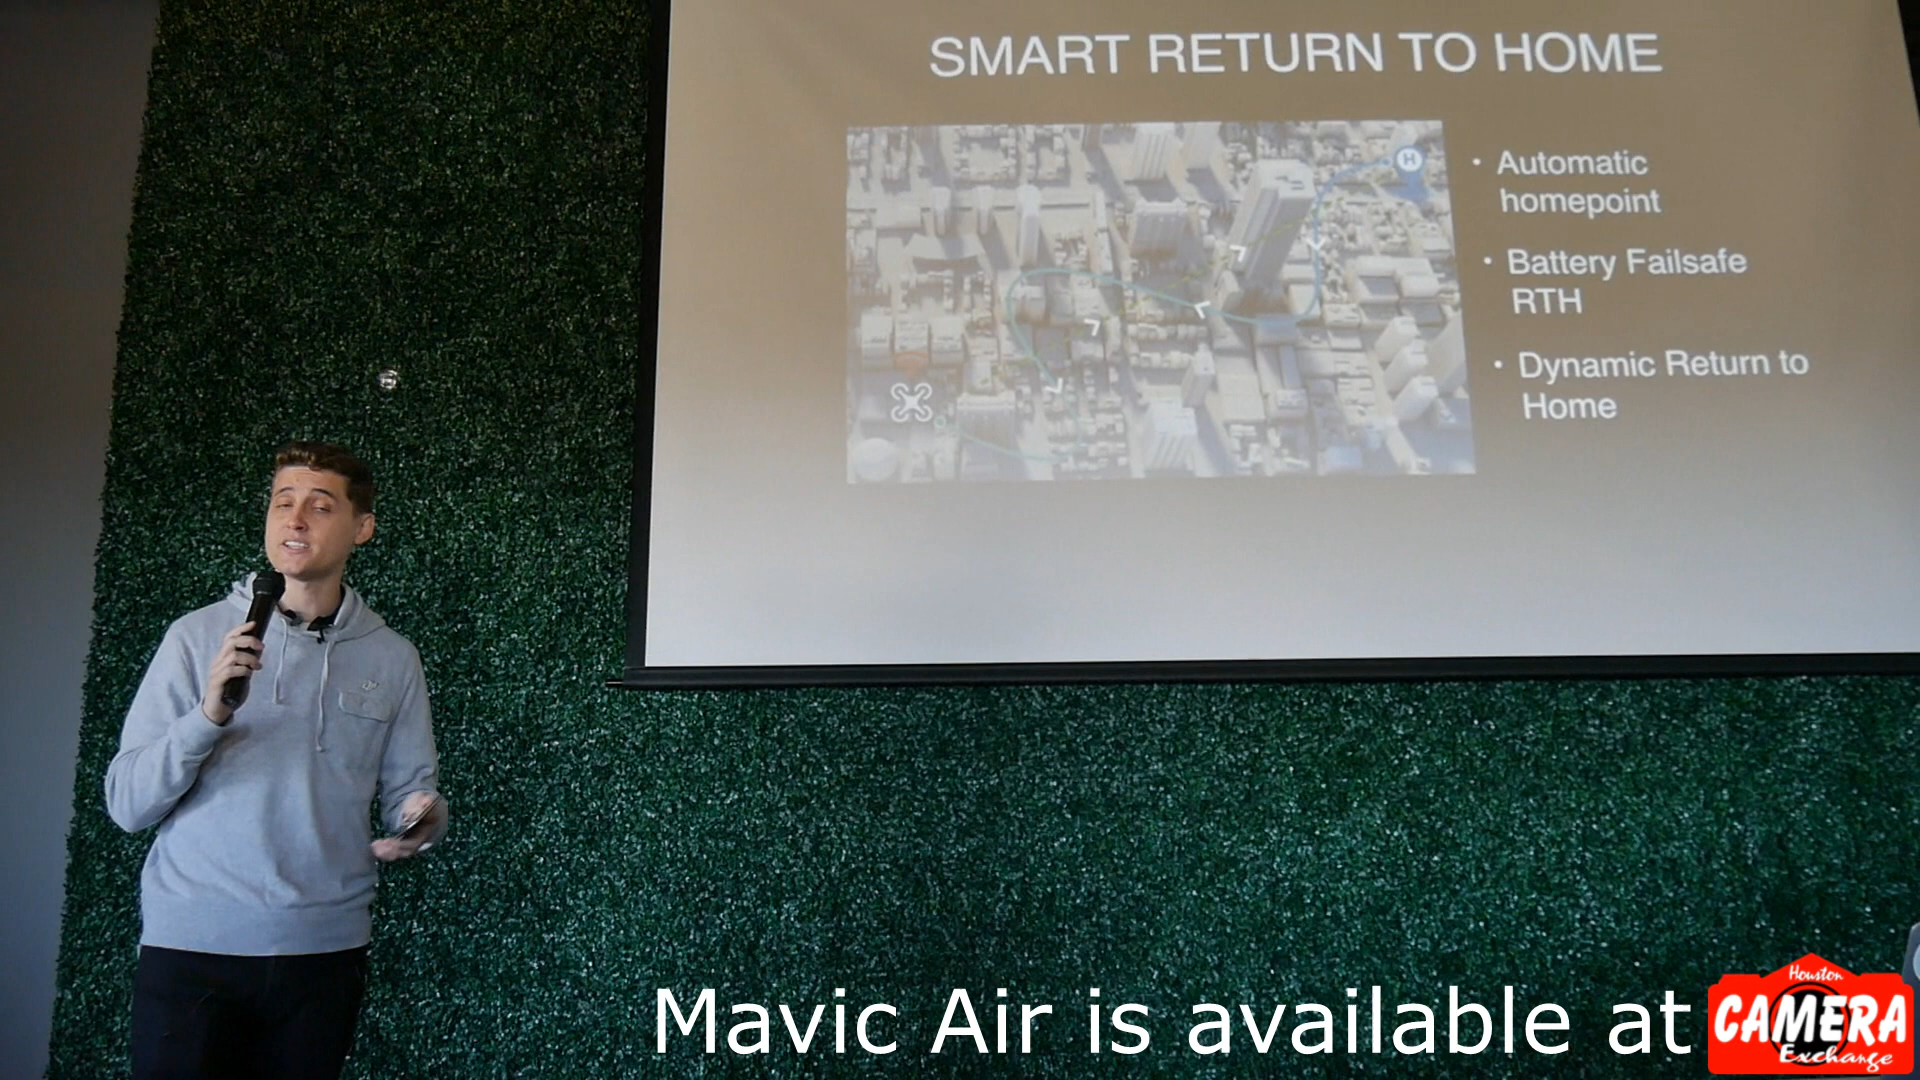 SMART RETURN TO HOME
H
• Automatic
homepoint
• Battery Failsafe
RTH
• Dynamic Return to
Home
Mavic Air is available at
Houston
CAMERA
Exchange